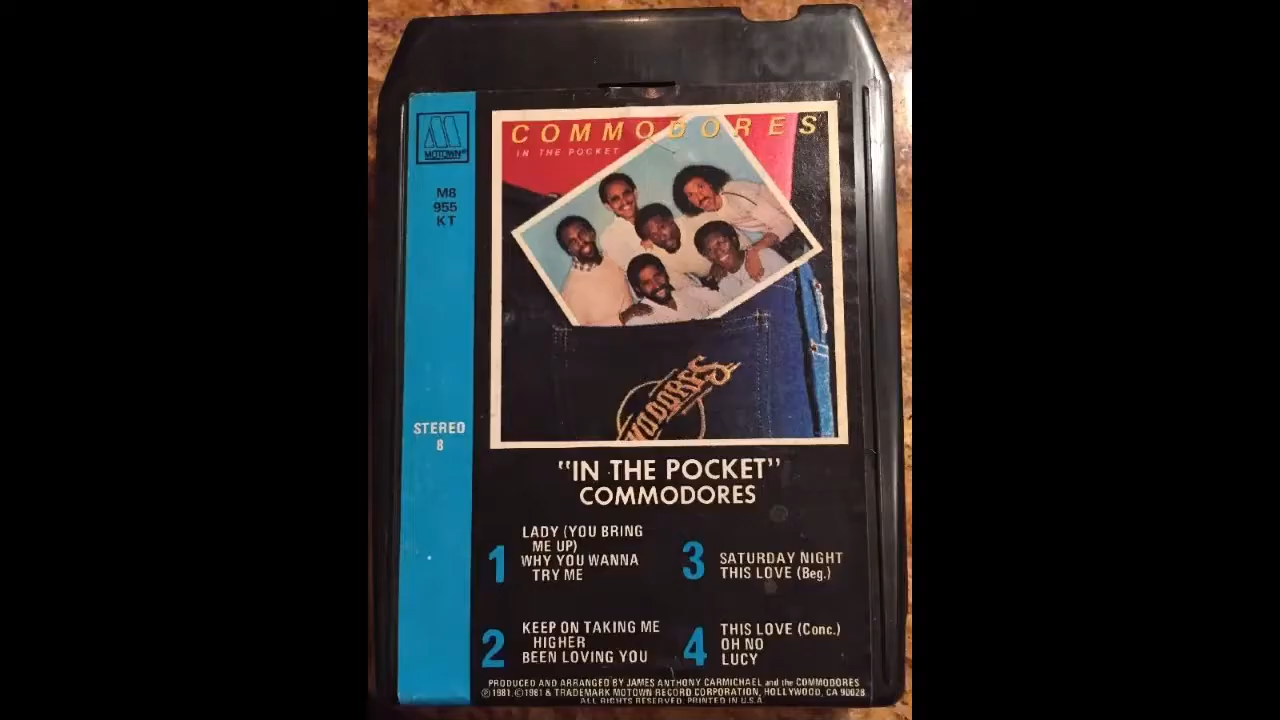 COMMODORES
IN THE POCKET
MOTOWN®
M8
955
KT
STEREO
8
"IN THE POCKET"
COMMODORES
1
LADY (YOU BRING
ME UP)
WHY YOU WANNA
TRY ME
2
KEEP ON TAKING ME
HIGHER
BEEN LOVING YOU
3
SATURDAY NIGHT
THIS LOVE (Beg.)
4
THIS LOVE (Conc.)
OH NO
LUCY
PRODUCED AND ARRANGED BY JAMES ANTHONY CARMICHAEL and the COMMODORES
℗1981, ©1981 & TRADEMARK MOTOWN RECORD CORPORATION, HOLLYWOOD, CA 90028
ALL RIGHTS RESERVED. PRINTED IN U.S.A.